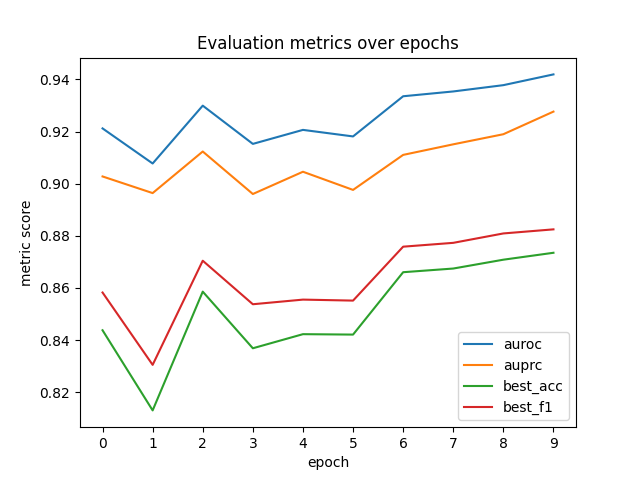 Evaluation metrics over epochs
metric score
0.94
0.92
0.90
0.88
0.86
0.84
0.82
auroc
auprc
best_acc
best_f1
0 1 2 3 4 5 6 7 8 9
epoch